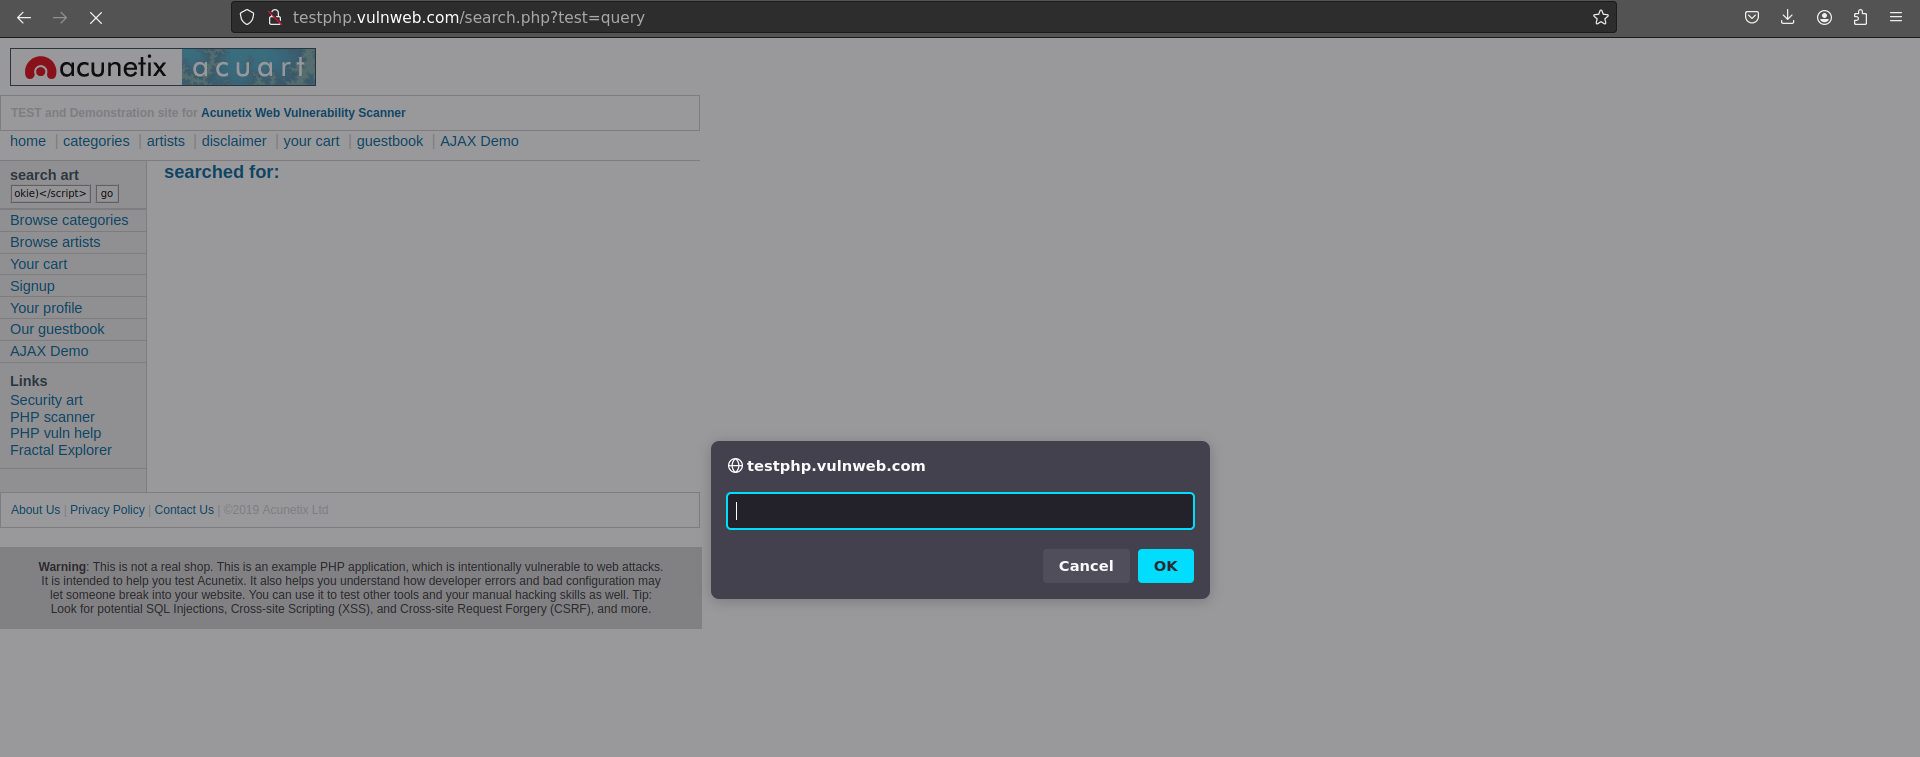 testphp.vulnweb.com/search.php?test=query
acunetix acuart
TEST and Demonstration site for Acunetix Web Vulnerability Scanner
home | categories | artists | disclaimer | your cart | guestbook | AJAX Demo
search art
okie)</script> go
searched for:
Browse categories
Browse artists
Your cart
Signup
Your profile
Our guestbook
AJAX Demo
Links
Security art
PHP scanner
PHP vuln help
Fractal Explorer
testphp.vulnweb.com
Cancel OK
About Us | Privacy Policy | Contact Us | ©2019 Acunetix Ltd
Warning: This is not a real shop. This is an example PHP application, which is intentionally vulnerable to web attacks.
It is intended to help you test Acunetix. It also helps you understand how developer errors and bad configuration may
let someone break into your website. You can use it to test other tools and your manual hacking skills as well. Tip:
Look for potential SQL Injections, Cross-site Scripting (XSS), and Cross-site Request Forgery (CSRF), and more.